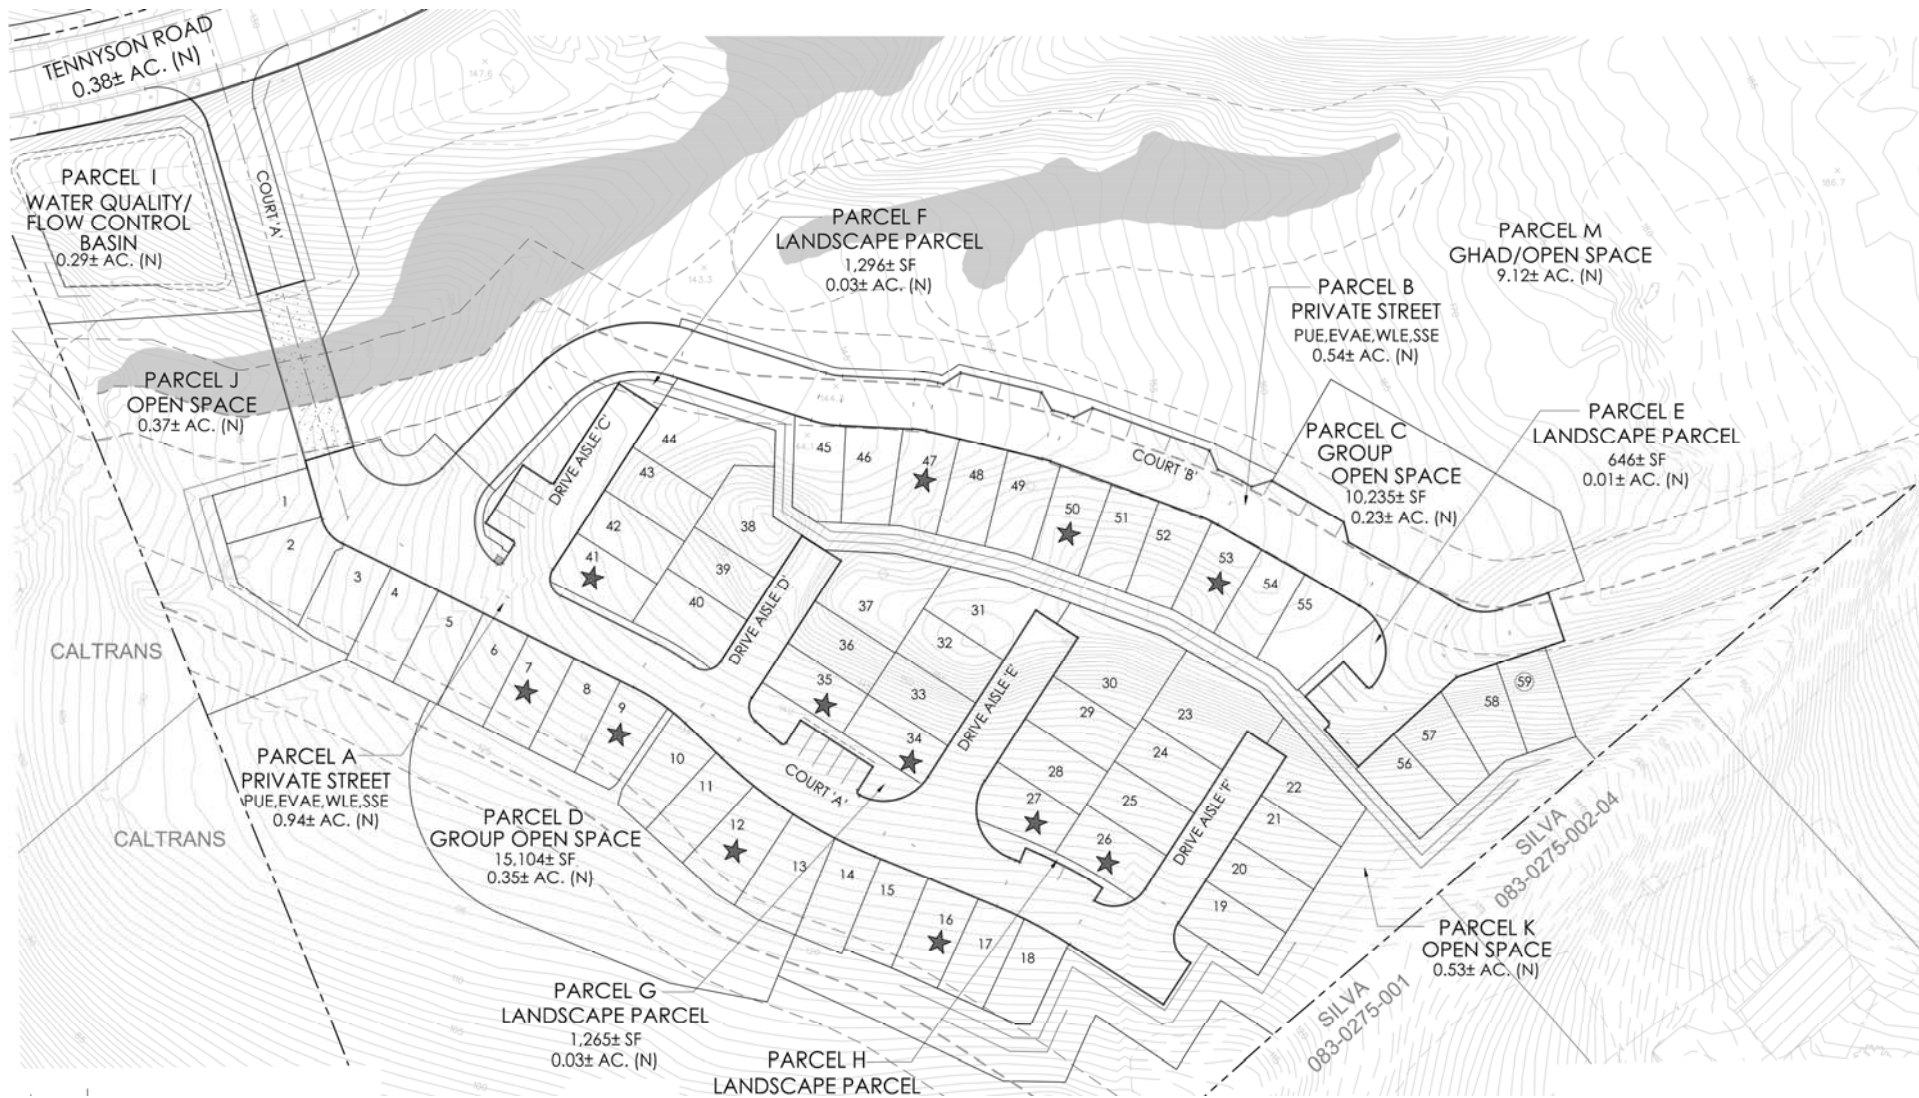 TENNYSON ROAD
0.38± AC. (N)
PARCEL I
WATER QUALITY/
FLOW CONTROL
BASIN
0.29± AC. (N)
COURT 'A'
PARCEL J
OPEN SPACE
0.37± AC. (N)
PARCEL F
LANDSCAPE PARCEL
1,296± SF
0.03± AC. (N)
PARCEL M
GHAD/OPEN SPACE
9.12± AC. (N)
PARCEL B
PRIVATE STREET
PUE,EVAE,WLE,SSE
0.54± AC. (N)
PARCEL C
GROUP
OPEN SPACE
10,235± SF
0.23± AC. (N)
PARCEL E
LANDSCAPE PARCEL
646± SF
0.01± AC. (N)
147.6
186.7
143.3
COURT 'B'
DRIVE AISLE 'C'
DRIVE AISLE 'D'
DRIVE AISLE 'E'
DRIVE AISLE 'F'
COURT 'A'
1
2
3
4
5
6
7
8
9
10
11
12
13
14
15
16
17
18
19
20
21
22
23
24
25
26
27
28
29
30
31
32
33
34
35
36
37
38
39
40
41
42
43
44
45
46
47
48
49
50
51
52
53
54
55
56
57
58
59
CALTRANS
CALTRANS
PARCEL A
PRIVATE STREET
PUE,EVAE,WLE,SSE
0.94± AC. (N)
PARCEL D
GROUP OPEN SPACE
15,104± SF
0.35± AC. (N)
PARCEL G
LANDSCAPE PARCEL
1,265± SF
0.03± AC. (N)
PARCEL H
LANDSCAPE PARCEL
PARCEL K
OPEN SPACE
0.53± AC. (N)
SILVA
083-0275-002-04
SILVA
083-0275-001